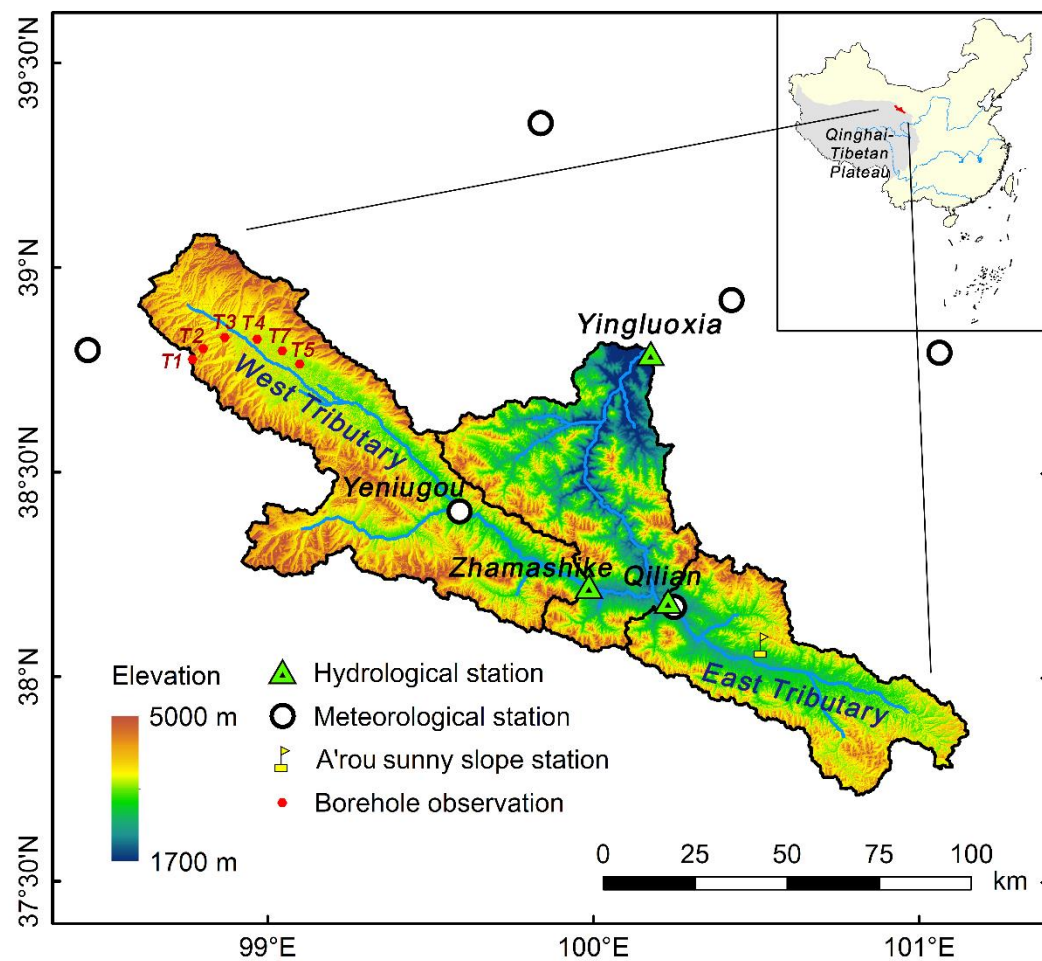 39°30'N
39°N
38°30'N
38°N
37°30'N
99°E
100°E
101°E
Qinghai-
Tibetan
Plateau
Yingluoxia
T1
T2
T3
T4
T7
T5
West Tributary
Yeniugou
Zhamashike
Qilian
East Tributary
Elevation
5000 m
1700 m
Hydrological station
Meteorological station
A'rou sunny slope station
Borehole observation
0 25 50 75 100
km